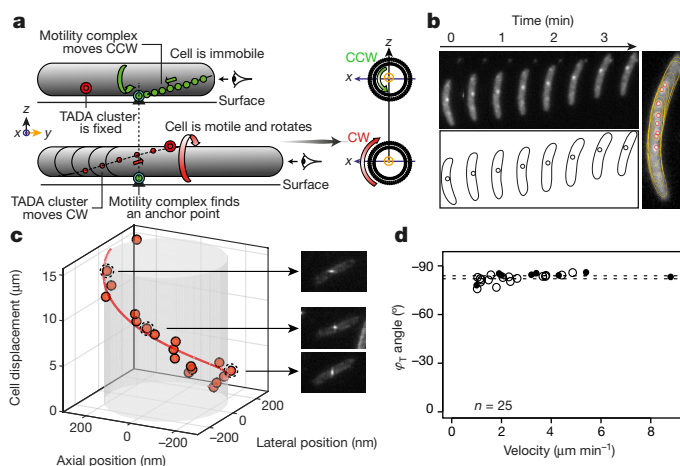 a
Motility complex
moves CCW
Cell is immobile
TADA cluster
is fixed
Surface
z
x
y
Cell is motile and rotates
Surface
TADA cluster
moves CW
Motility complex finds
an anchor point
z
CCW
x
CW
x
b
Time (min)
0
1
2
3
c
Cell displacement (μm)
15
10
5
0
200
0
−200
Axial position (nm)
−200
0
200
Lateral position (nm)
d
φT angle (º)
−90
−60
−30
0
n = 25
0
2
4
6
8
Velocity (μm min−1)